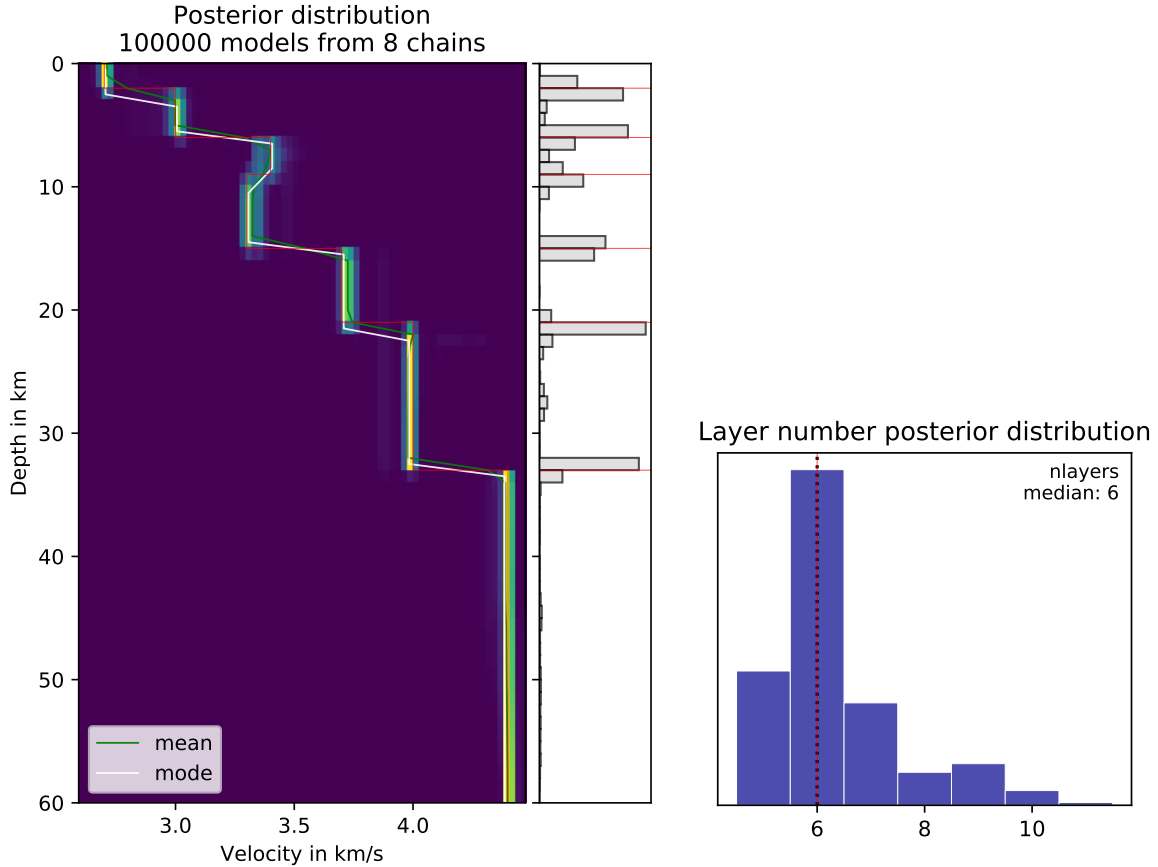 Posterior distribution
100000 models from 8 chains
0
10
20
30
40
50
60
Depth in km
mean
mode
3.0
3.5
4.0
Velocity in km/s
Layer number posterior distribution
nlayers
median: 6
6
8
10